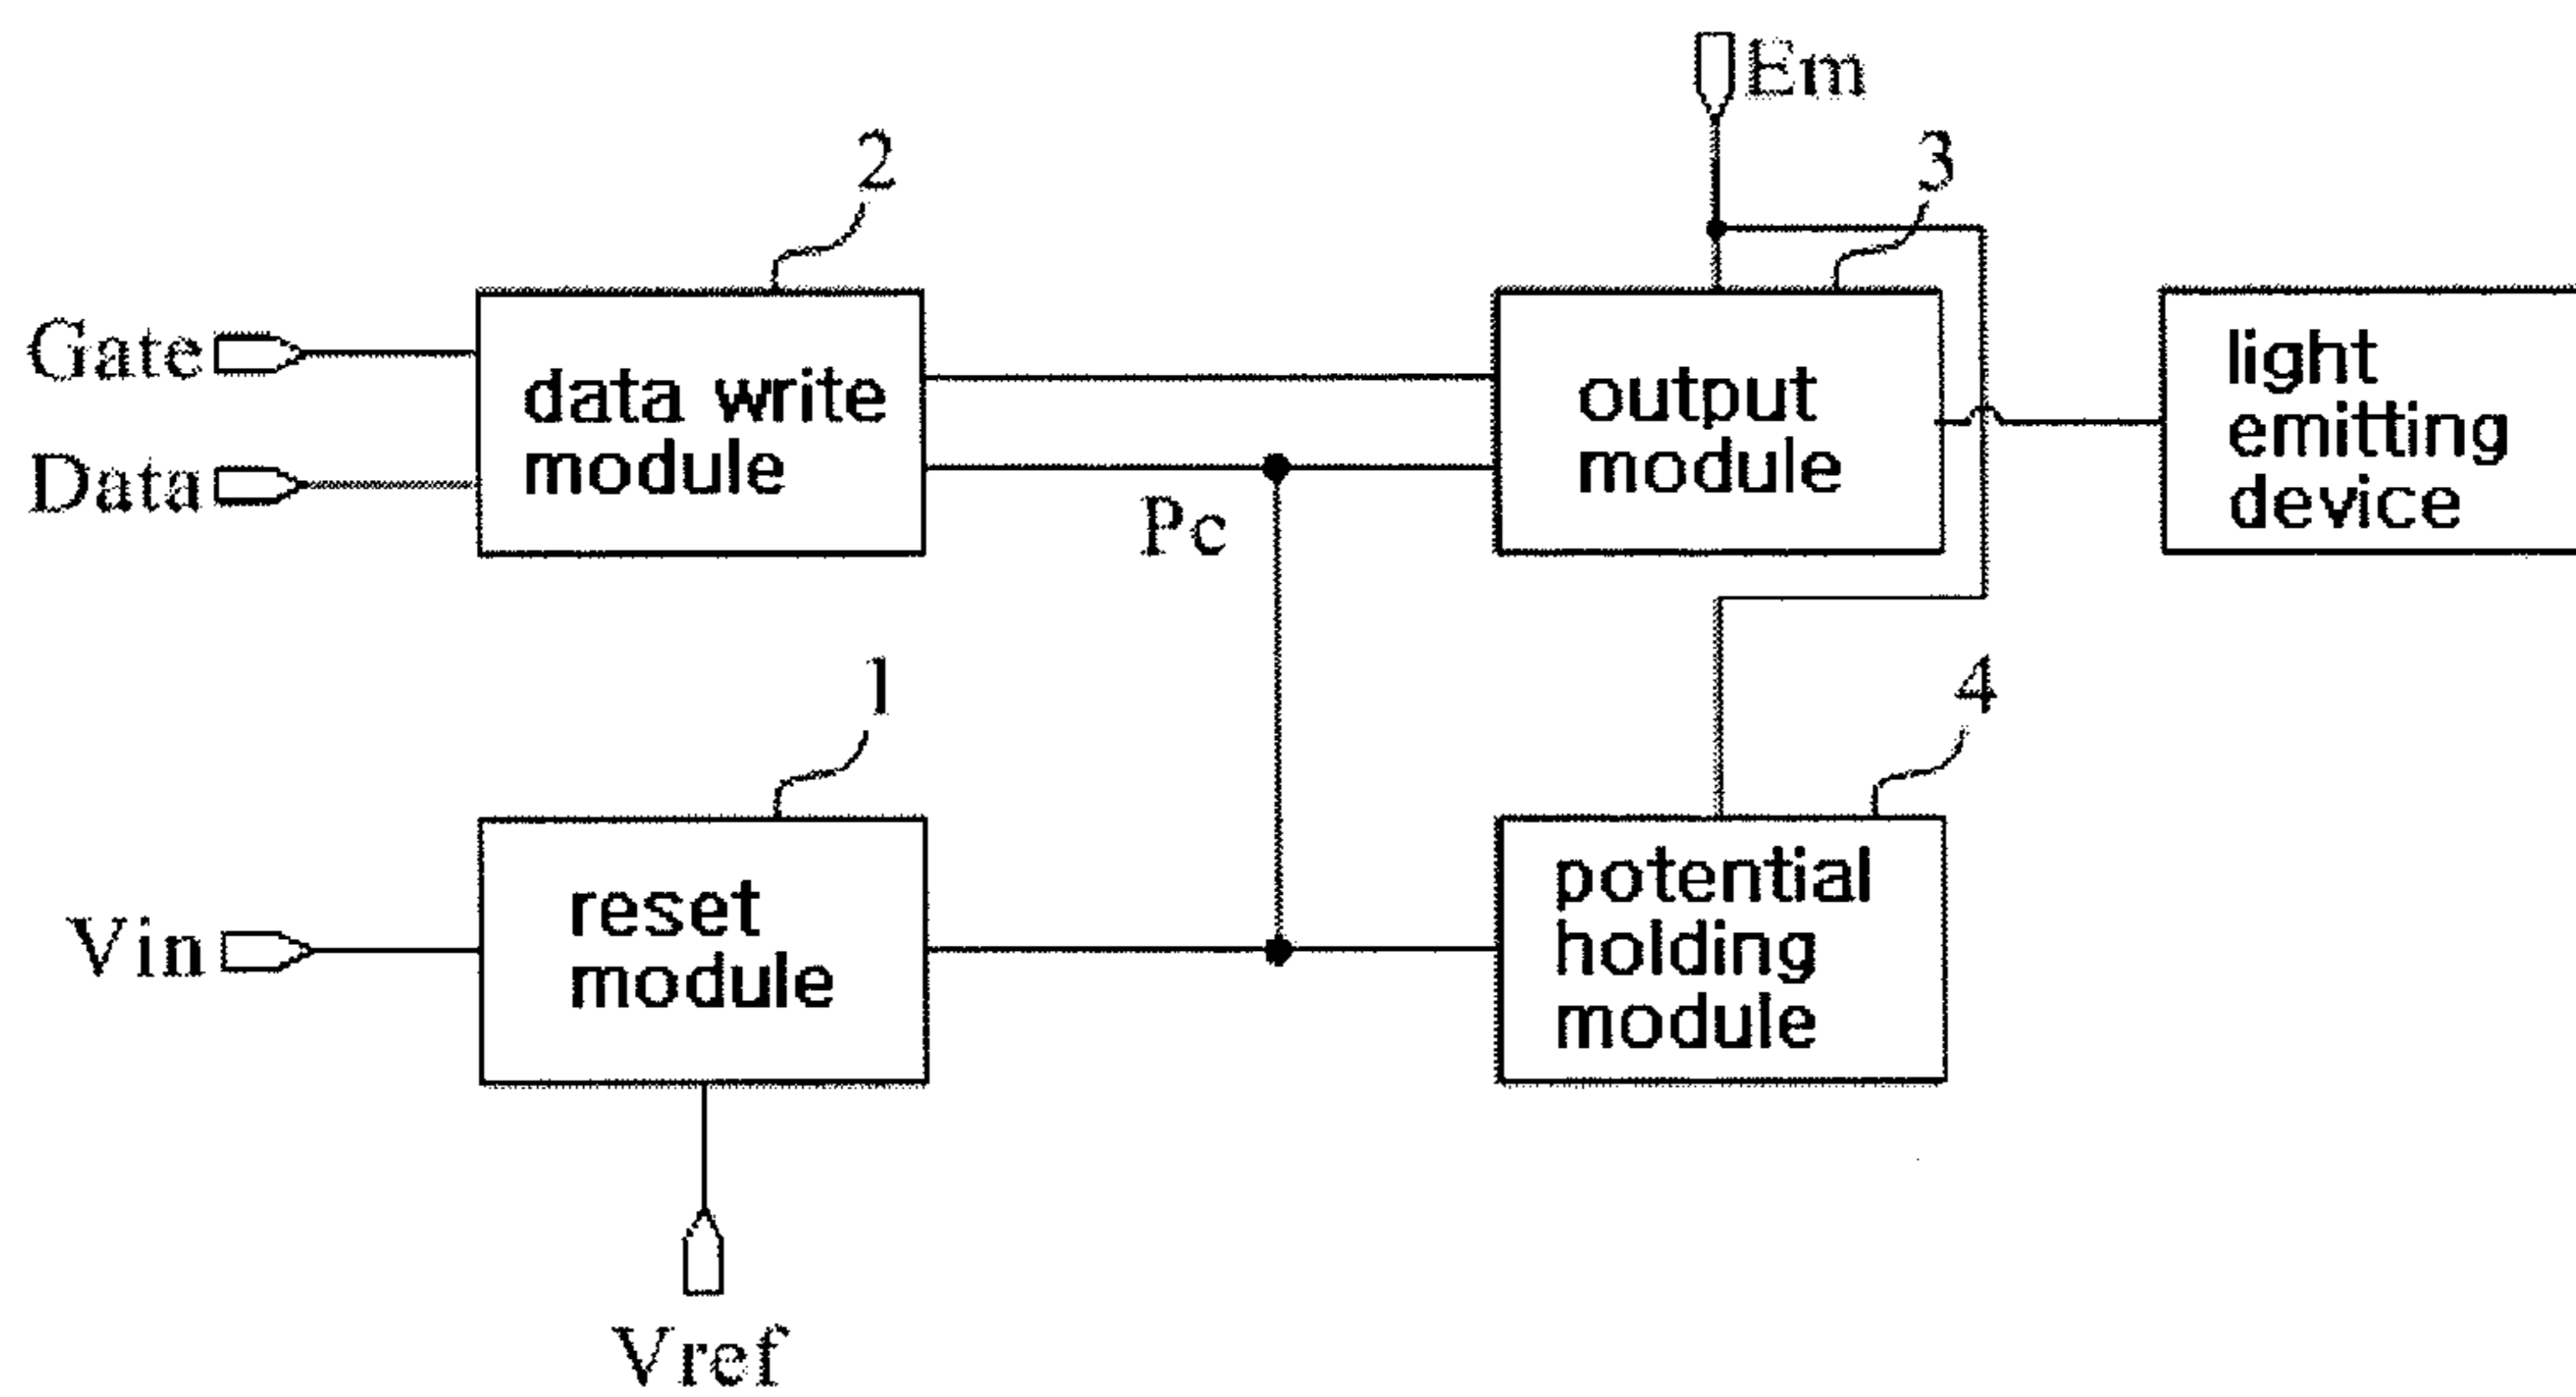 Em
2
3
Gate
Data
data write
module
Pc
output
module
light
emitting
device
1
4
Vin
reset
module
potential
holding
module
Vref